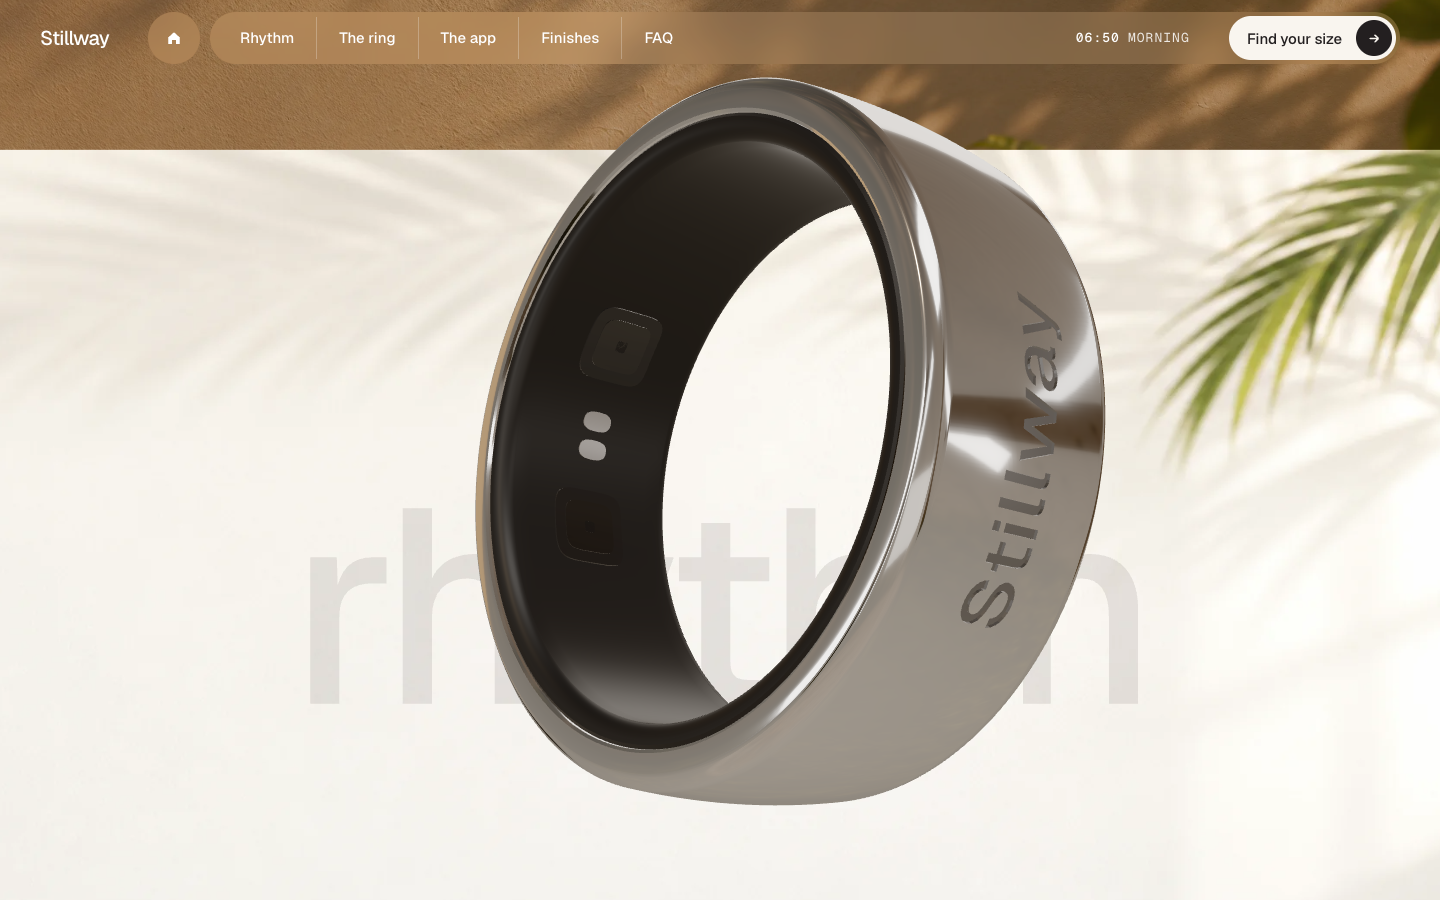 Stillway
Rhythm
The ring
The app
Finishes
FAQ
06:50 MORNING
Find your size
Stillway